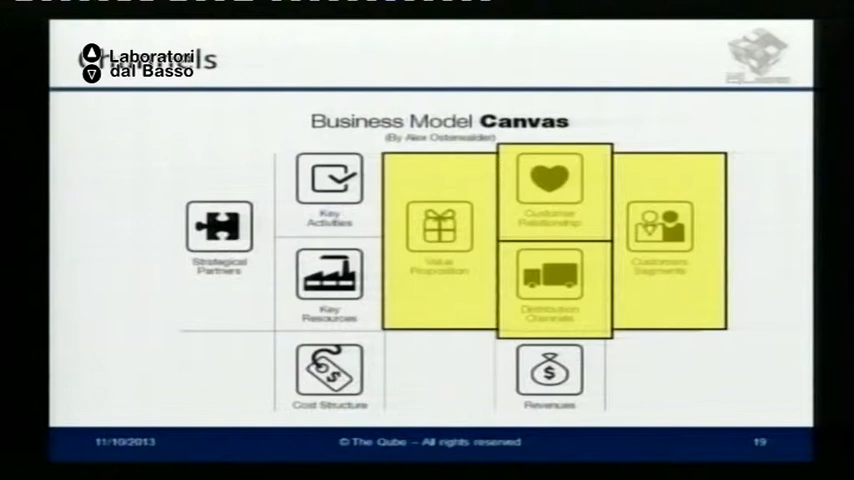 Channels
Laboratori
dal Basso
Business Model Canvas
(By Alex Osterwalder)
Key
Activities
Customer
Relationship
Strategical
Partners
Value
Proposition
Customers
Segments
Key
Resources
Distribution
Channels
Cost Structure
Revenues
11/10/2013
© The Qube – All rights reserved
19